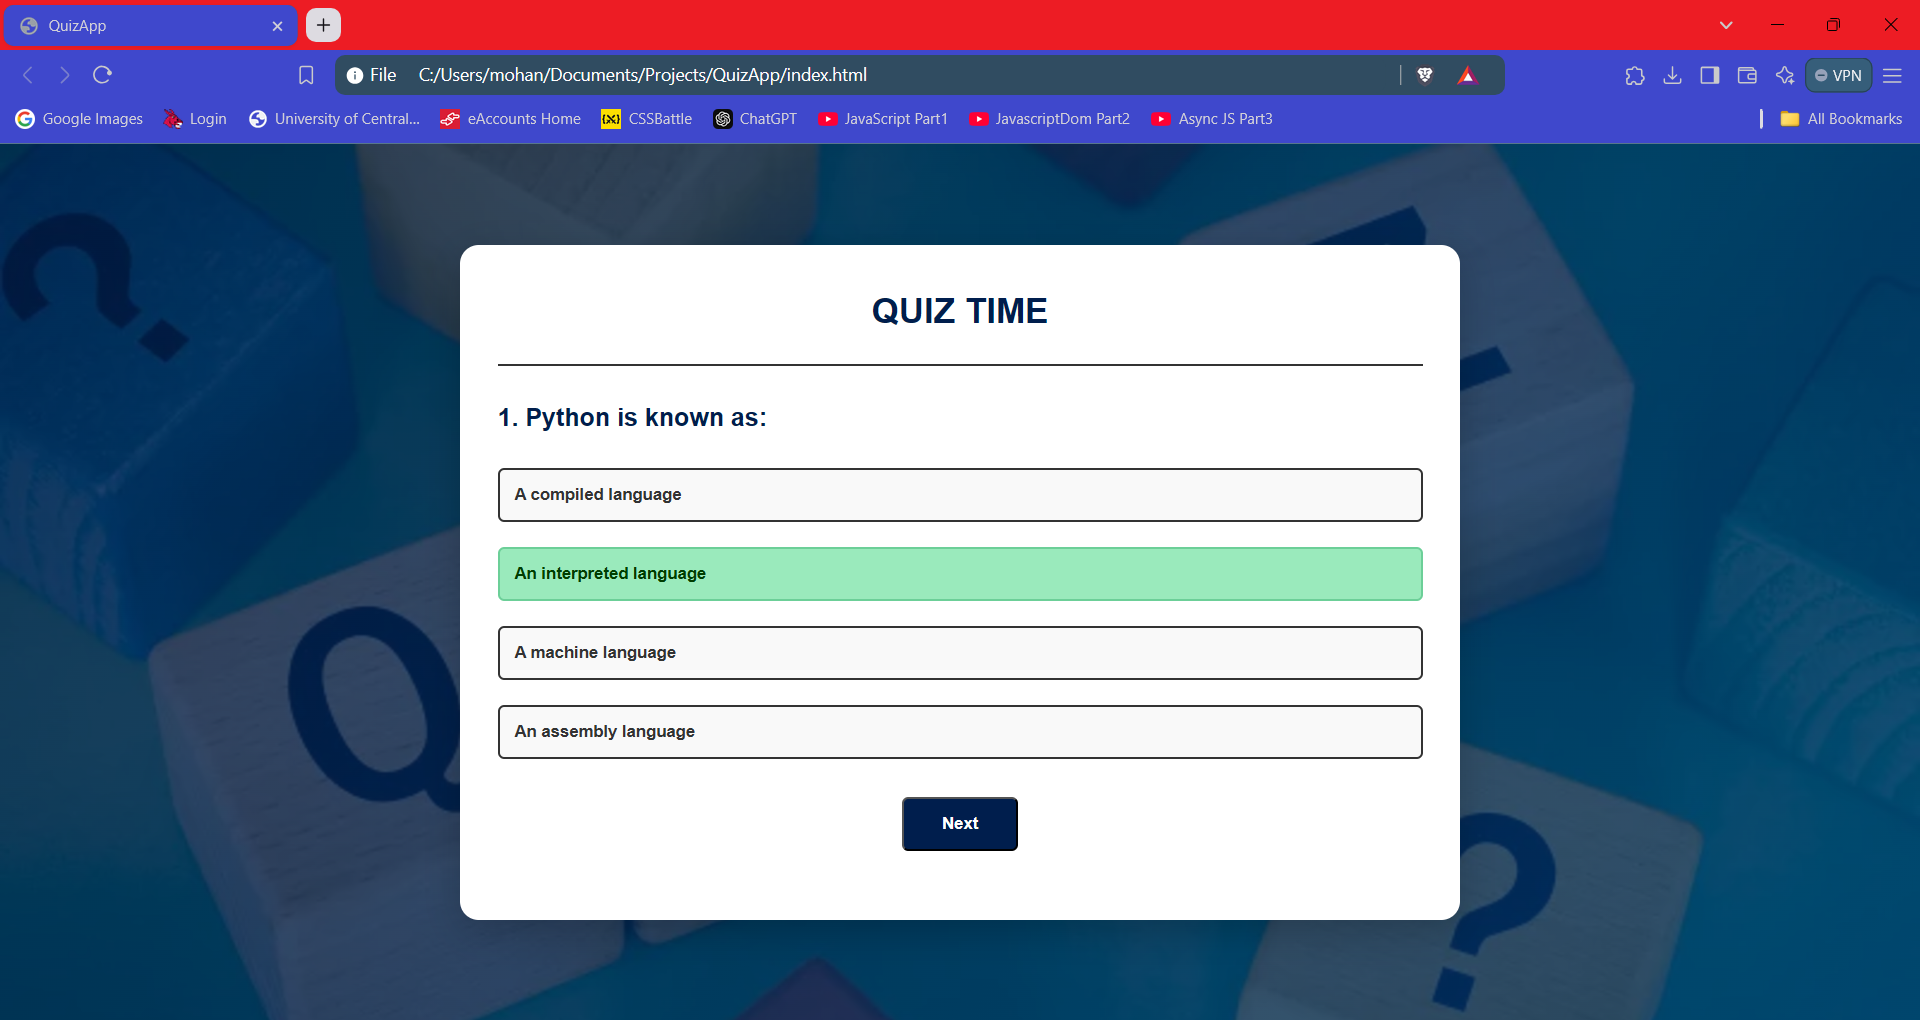 QuizApp
File C:/Users/mohan/Documents/Projects/QuizApp/index.html
VPN
Google Images Login University of Central... eAccounts Home CSSBattle ChatGPT JavaScript Part1 JavascriptDom Part2 Async JS Part3 All Bookmarks
QUIZ TIME
1. Python is known as:
A compiled language
An interpreted language
A machine language
An assembly language
Next
Q
?
?